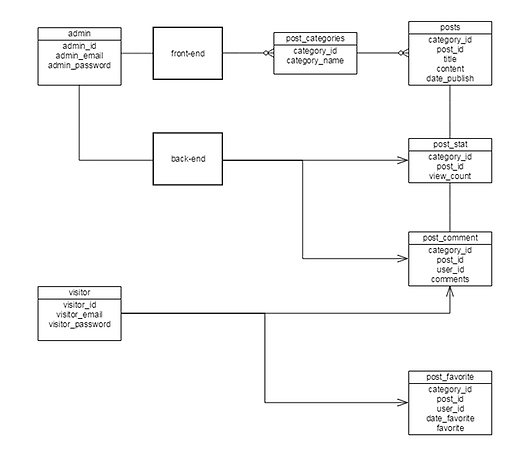 admin
admin_id
admin_email
admin_password
front-end
post_categories
category_id
category_name
posts
category_id
post_id
title
content
date_publish
back-end
post_stat
category_id
post_id
view_count
post_comment
category_id
post_id
user_id
comments
visitor
visitor_id
visitor_email
visitor_password
post_favorite
category_id
post_id
user_id
date_favorite
favorite